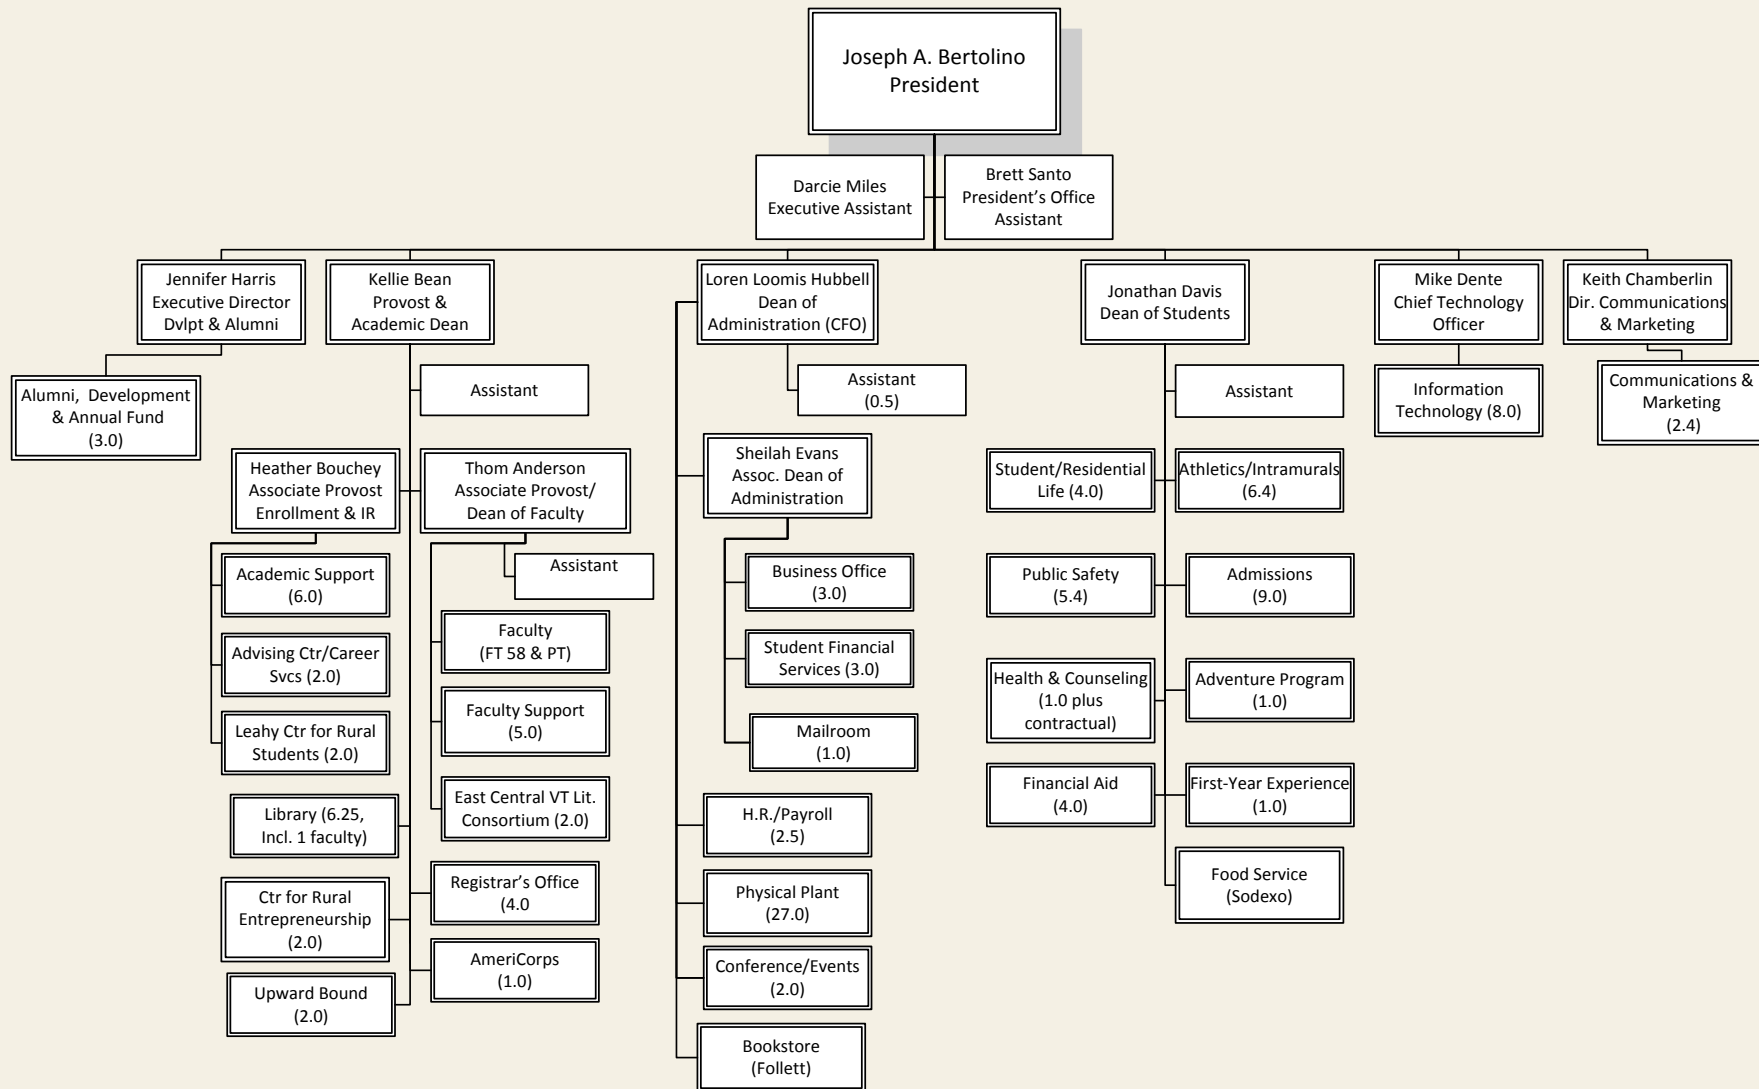 Joseph A. Bertolino
President
Darcie Miles
Executive Assistant
Brett Santo
President's Office
Assistant
Jennifer Harris
Executive Director
Dvlpt & Alumni
Kellie Bean
Provost &
Academic Dean
Loren Loomis Hubbell
Dean of
Administration (CFO)
Jonathan Davis
Dean of Students
Mike Dente
Chief Technology
Officer
Keith Chamberlin
Dir. Communications
& Marketing
Alumni, Development
& Annual Fund
(3.0)
Assistant
Assistant
(0.5)
Assistant
Information
Technology (8.0)
Communications &
Marketing
(2.4)
Heather Bouchey
Associate Provost
Enrollment & IR
Thom Anderson
Associate Provost/
Dean of Faculty
Sheilah Evans
Assoc. Dean of
Administration
Student/Residential
Life (4.0)
Athletics/Intramurals
(6.4)
Academic Support
(6.0)
Assistant
Business Office
(3.0)
Public Safety
(5.4)
Admissions
(9.0)
Advising Ctr/Career
Svcs (2.0)
Faculty
(FT 58 & PT)
Student Financial
Services (3.0)
Health & Counseling
(1.0 plus
contractual)
Adventure Program
(1.0)
Leahy Ctr for Rural
Students (2.0)
Faculty Support
(5.0)
Mailroom
(1.0)
Financial Aid
(4.0)
First-Year Experience
(1.0)
Library (6.25,
Incl. 1 faculty)
East Central VT Lit.
Consortium (2.0)
H.R./Payroll
(2.5)
Food Service
(Sodexo)
Ctr for Rural
Entrepreneurship
(2.0)
Registrar's Office
(4.0
Physical Plant
(27.0)
Upward Bound
(2.0)
AmeriCorps
(1.0)
Conference/Events
(2.0)
Bookstore
(Follett)